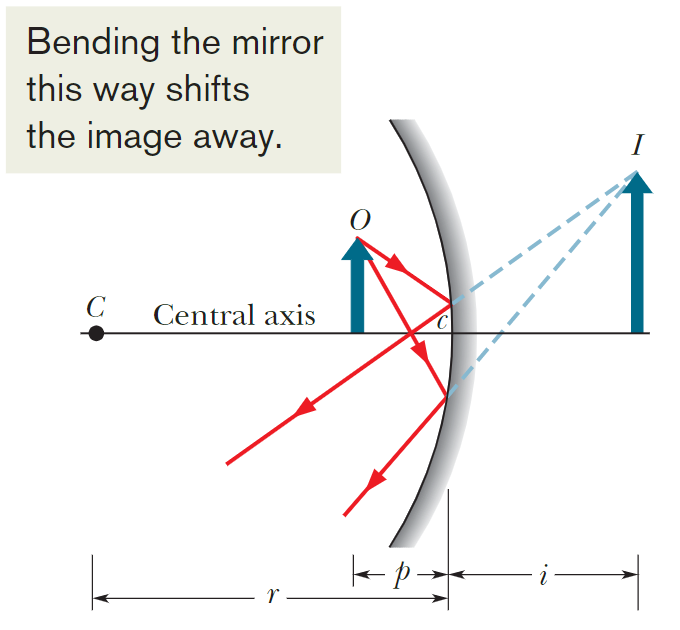 Bending the mirror
this way shifts
the image away.
I
O
C
Central axis
c
p
i
r